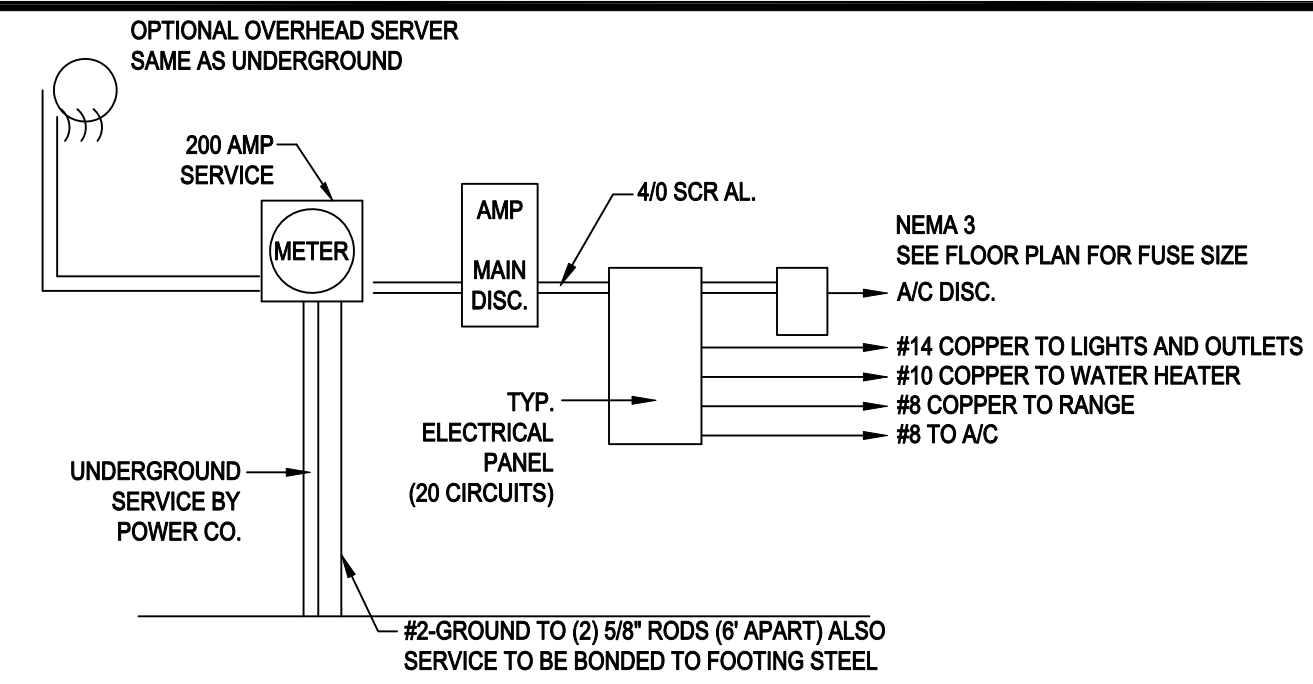 OPTIONAL OVERHEAD SERVER
SAME AS UNDERGROUND
200 AMP
SERVICE
METER
AMP
MAIN
DISC.
4/0 SCR AL.
NEMA 3
SEE FLOOR PLAN FOR FUSE SIZE
A/C DISC.
#14 COPPER TO LIGHTS AND OUTLETS
#10 COPPER TO WATER HEATER
#8 COPPER TO RANGE
#8 TO A/C
TYP.
ELECTRICAL
PANEL
(20 CIRCUITS)
UNDERGROUND
SERVICE BY
POWER CO.
#2-GROUND TO (2) 5/8" RODS (6' APART) ALSO
SERVICE TO BE BONDED TO FOOTING STEEL